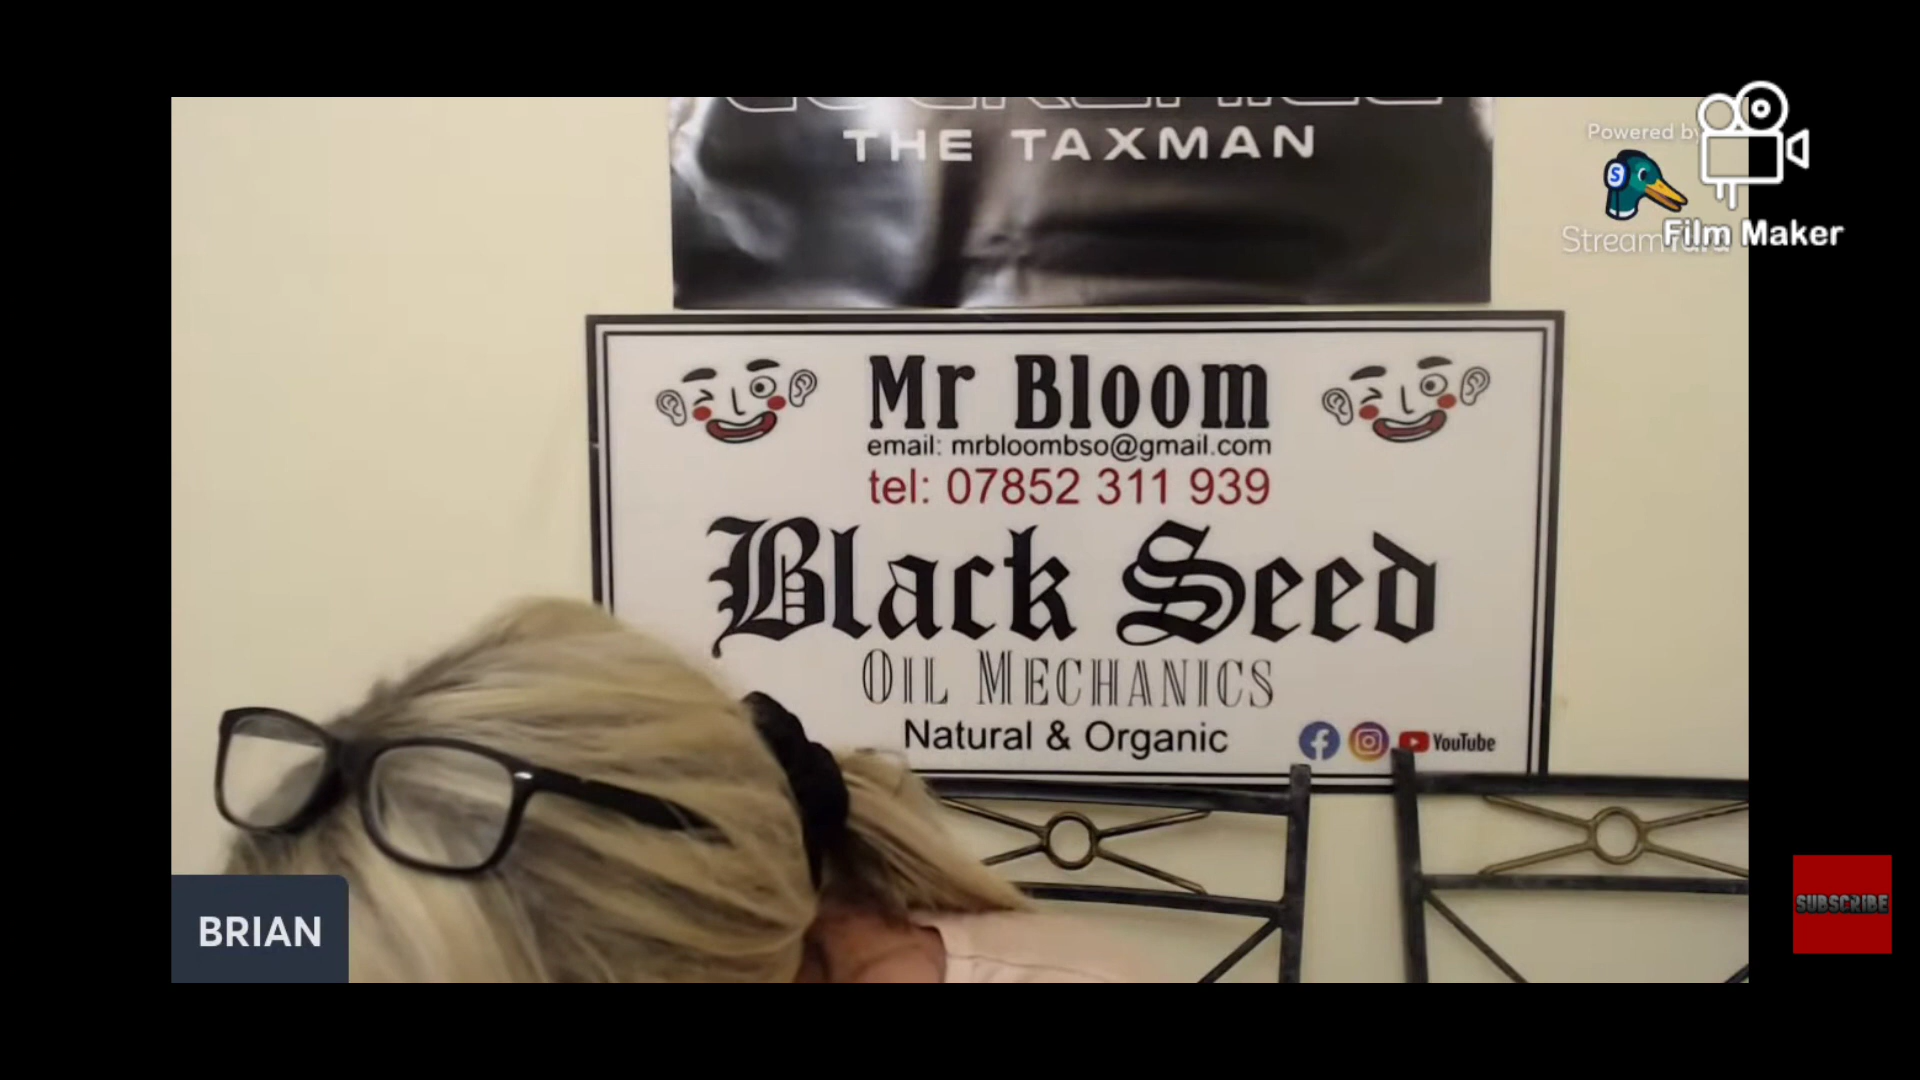 THE TAXMAN
Powered by
Film Maker
Mr Bloom
email: mrbloombso@gmail.com
tel: 07852 311 939
Black Seed
OIL MECHANICS
Natural & Organic
YouTube
SUBSCRIBE
BRIAN